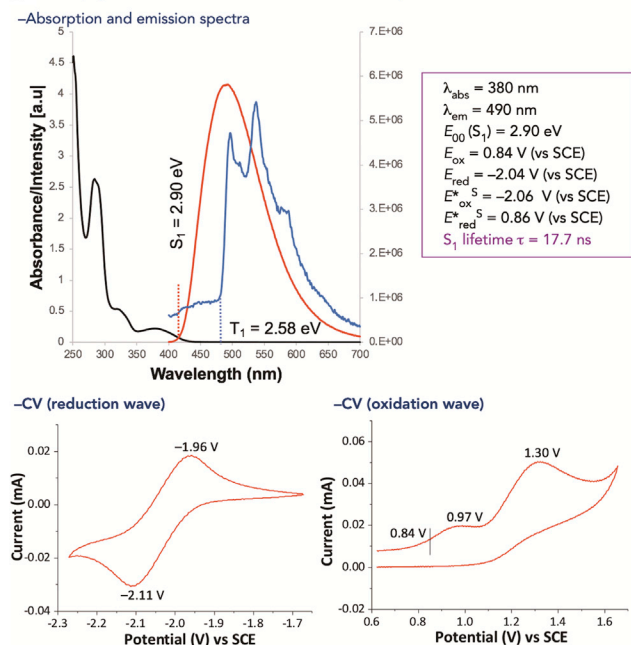 –Absorption and emission spectra
5
4.5
4
3.5
3
2.5
2
1.5
1
0.5
0
7.E+06
6.E+06
5.E+06
4.E+06
3.E+06
2.E+06
1.E+06
0.E+00
Absorbance/Intensity [a.u|
S₁ = 2.90 eV
T₁ = 2.58 eV
250 300 350 400 450 500 550 600 650 700
Wavelength (nm)
λabs = 380 nm
λem = 490 nm
E00 (S₁) = 2.90 eV
Eox = 0.84 V (vs SCE)
Ered = –2.04 V (vs SCE)
E*ox^S = –2.06 V (vs SCE)
E*red^S = 0.86 V (vs SCE)
S₁ lifetime τ = 17.7 ns
–CV (reduction wave)
Current (mA)
0.02
0.00
-0.02
-0.04
–1.96 V
–2.11 V
-2.3 -2.2 -2.1 -2.0 -1.9 -1.8 -1.7
Potential (V) vs SCE
–CV (oxidation wave)
Current (mA)
0.06
0.04
0.02
0.00
-0.02
0.84 V
0.97 V
1.30 V
0.6 0.8 1.0 1.2 1.4 1.6
Potential (V) vs SCE